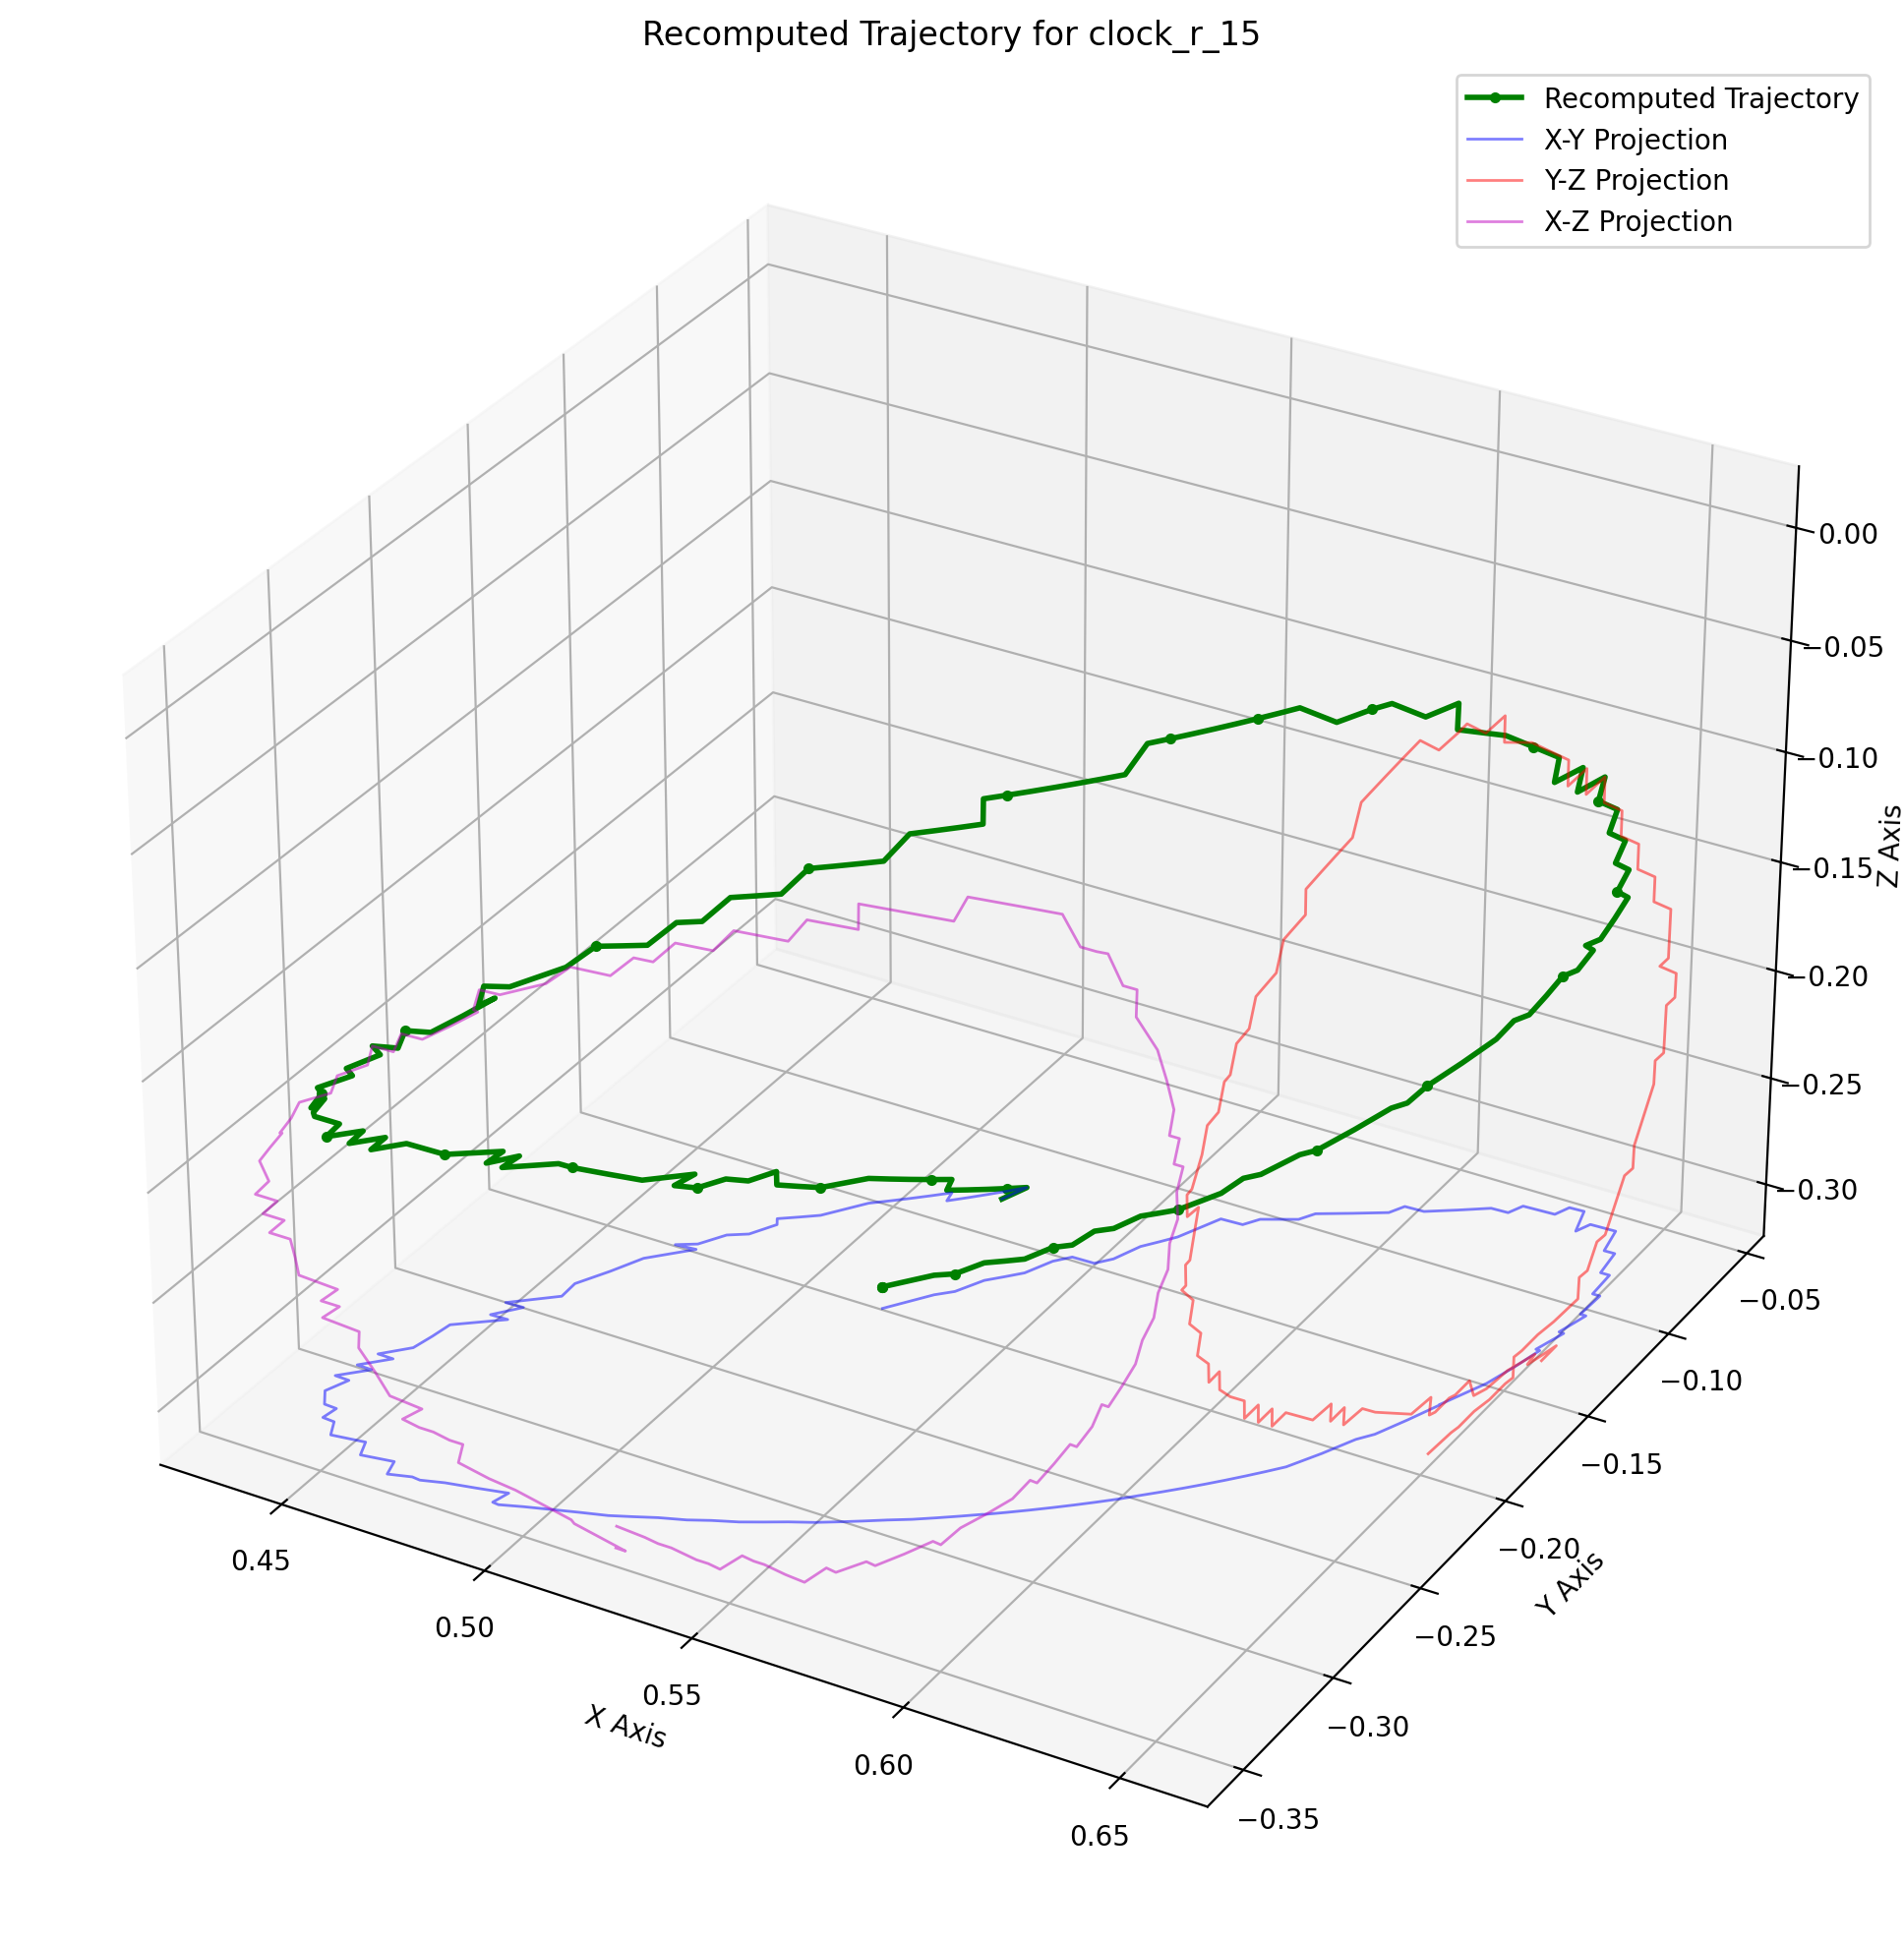 Recomputed Trajectory for clock_r_15
Recomputed Trajectory
X-Y Projection
Y-Z Projection
X-Z Projection
0.00
−0.05
−0.10
−0.15
−0.20
−0.25
−0.30
Z Axis
−0.05
−0.10
−0.15
−0.20
−0.25
−0.30
−0.35
Y Axis
0.45
0.50
0.55
0.60
0.65
X Axis